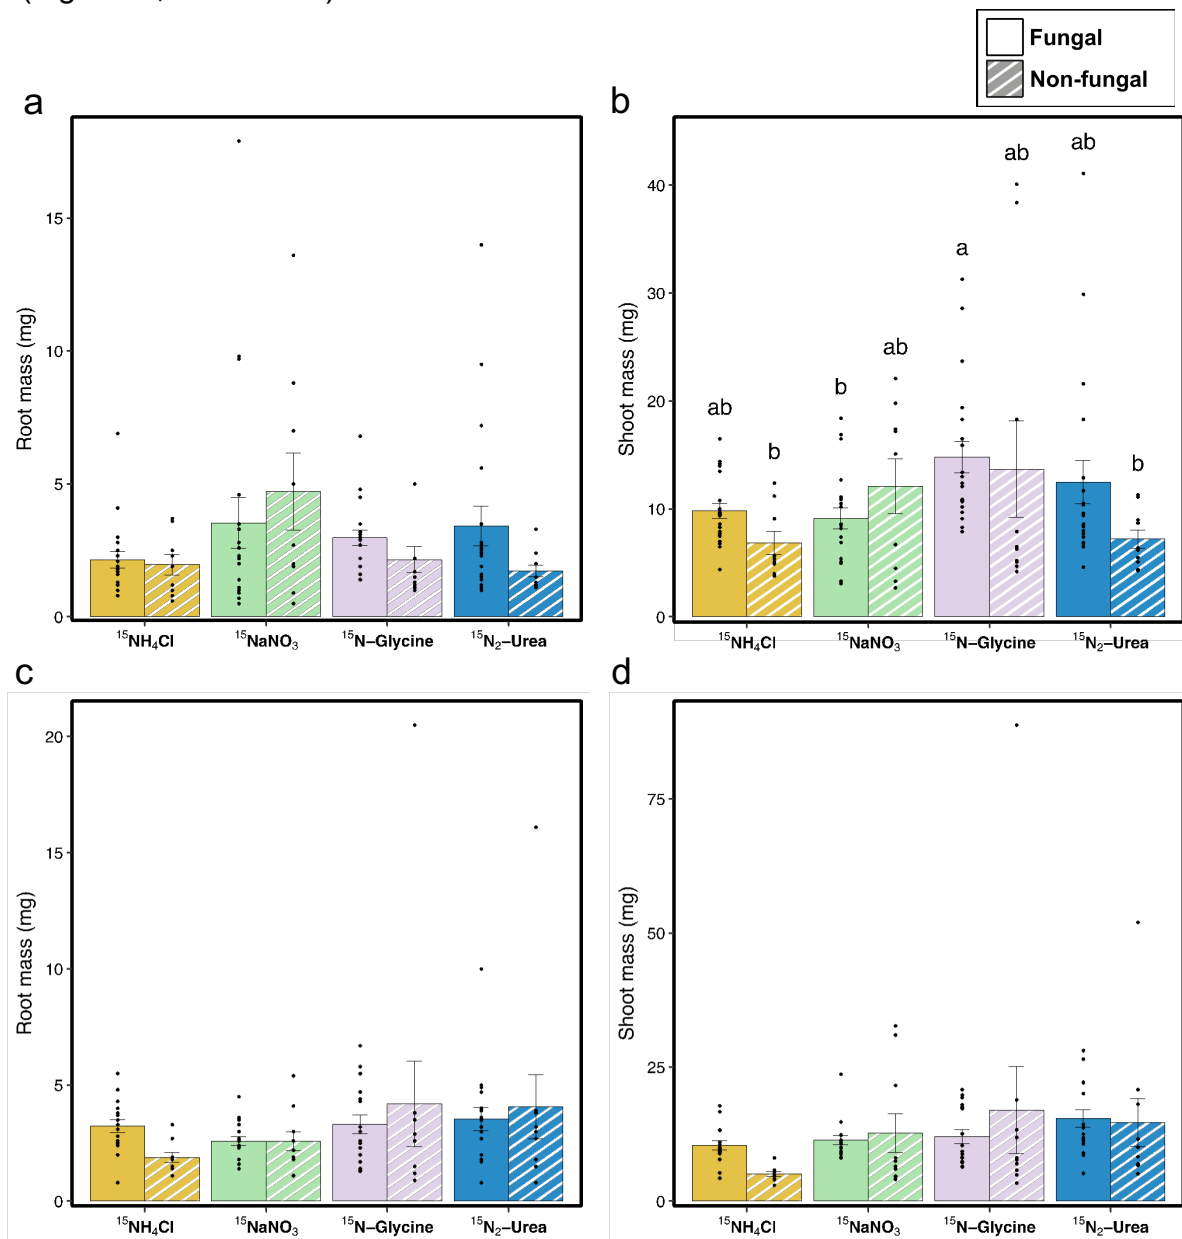 Fungal
Non-fungal
a
b
Root mass (mg)
15
10
5
0
¹⁵NH₄Cl
¹⁵NaNO₃
¹⁵N–Glycine
¹⁵N₂–Urea
Shoot mass (mg)
40
30
20
10
0
ab
b
b
ab
a
ab
ab
b
¹⁵NH₄Cl
¹⁵NaNO₃
¹⁵N–Glycine
¹⁵N₂–Urea
c
d
Root mass (mg)
20
15
10
5
0
¹⁵NH₄Cl
¹⁵NaNO₃
¹⁵N–Glycine
¹⁵N₂–Urea
Shoot mass (mg)
75
50
25
0
¹⁵NH₄Cl
¹⁵NaNO₃
¹⁵N–Glycine
¹⁵N₂–Urea